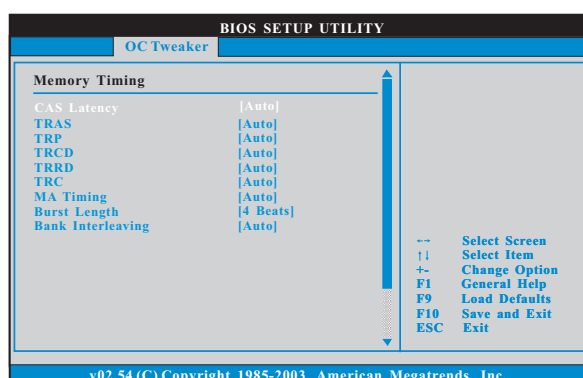 BIOS SETUP UTILITY
OC Tweaker
Memory Timing
CAS Latency [Auto]
TRAS [Auto]
TRP [Auto]
TRCD [Auto]
TRRD [Auto]
TRC [Auto]
MA Timing [Auto]
Burst Length [4 Beats]
Bank Interleaving [Auto]
←→ Select Screen
↑↓ Select Item
+- Change Option
F1 General Help
F9 Load Defaults
F10 Save and Exit
ESC Exit
v02.54 (C) Copyright 1985-2003, American Megatrends, Inc.